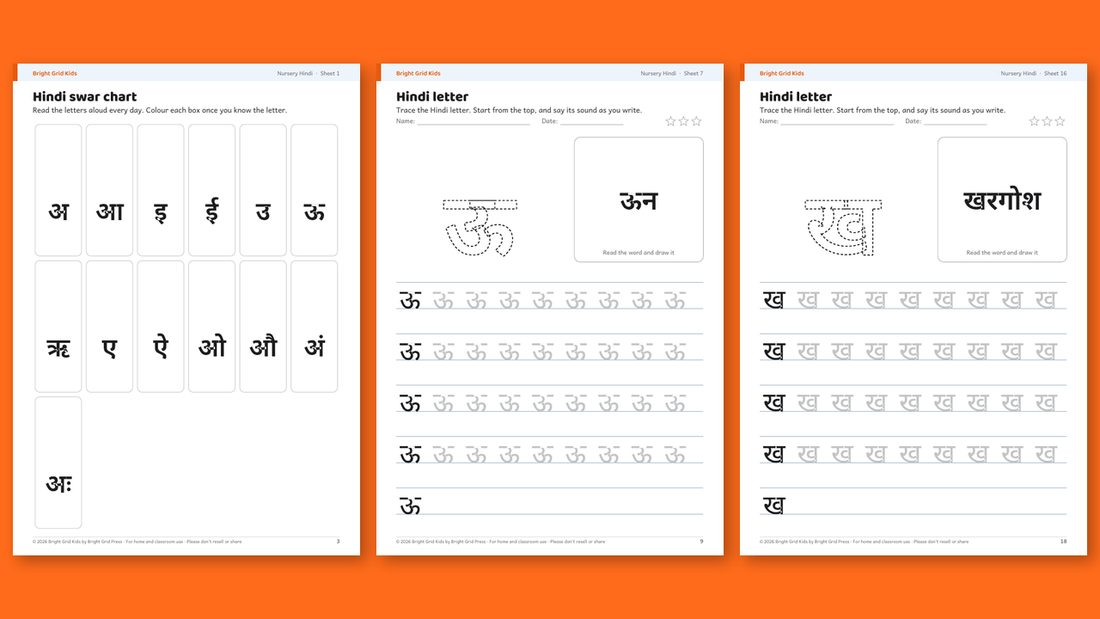 Bright Grid Kids
Nursery Hindi · Sheet 1
Hindi swar chart
Read the letters aloud every day. Colour each box once you know the letter.
अ आ इ ई उ ऊ
ऋ ए ऐ ओ औ अं
अः
© 2026 Bright Grid Kids by Bright Grid Press · For home and classroom use · Please don't resell or share
3
Bright Grid Kids
Nursery Hindi · Sheet 7
Hindi letter
Trace the Hindi letter. Start from the top, and say its sound as you write.
Name: Date:
ऊ
ऊन
Read the word and draw it
ऊ ऊ ऊ ऊ ऊ ऊ ऊ ऊ ऊ
ऊ ऊ ऊ ऊ ऊ ऊ ऊ ऊ ऊ
ऊ ऊ ऊ ऊ ऊ ऊ ऊ ऊ ऊ
ऊ ऊ ऊ ऊ ऊ ऊ ऊ ऊ ऊ
ऊ
© 2026 Bright Grid Kids by Bright Grid Press · For home and classroom use · Please don't resell or share
9
Bright Grid Kids
Nursery Hindi · Sheet 16
Hindi letter
Trace the Hindi letter. Start from the top, and say its sound as you write.
Name: Date:
ख
खरगोश
Read the word and draw it
ख ख ख ख ख ख ख ख ख
ख ख ख ख ख ख ख ख ख
ख ख ख ख ख ख ख ख ख
ख ख ख ख ख ख ख ख ख
ख
© 2026 Bright Grid Kids by Bright Grid Press · For home and classroom use · Please don't resell or share
18